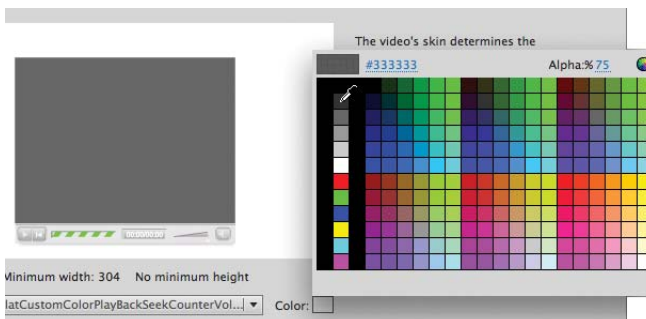 The video's skin determines the
#333333 Alpha:% 75
00:00/00:00
Minimum width: 304 No minimum height
latCustomColorPlayBackSeekCounterVol... Color: